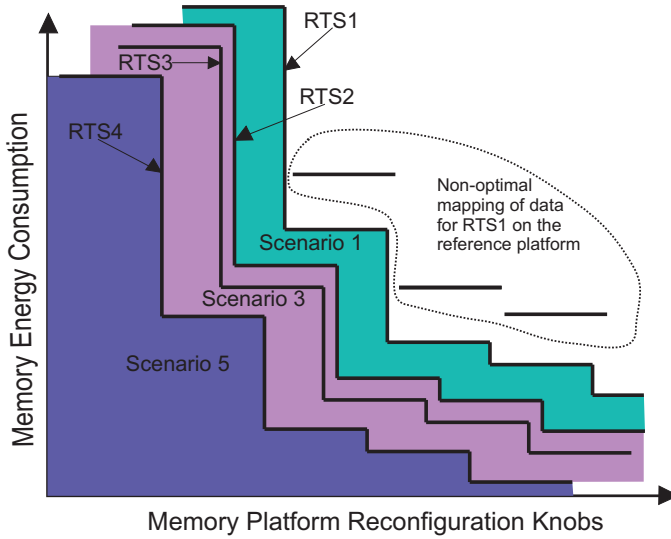 RTS1
RTS3
RTS2
RTS4
Non-optimal
mapping of data
for RTS1 on the
reference platform
Scenario 1
Scenario 3
Scenario 5
Memory Energy Consumption
Memory Platform Reconfiguration Knobs